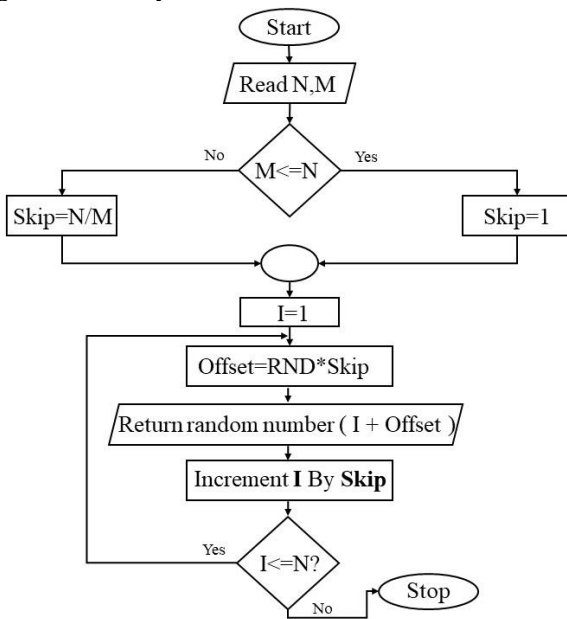 Start
Read N,M
No
Yes
M<=N
Skip=N/M
Skip=1
I=1
Offset=RND*Skip
Return random number ( I + Offset )
Increment I By Skip
Yes
I<=N?
No
Stop